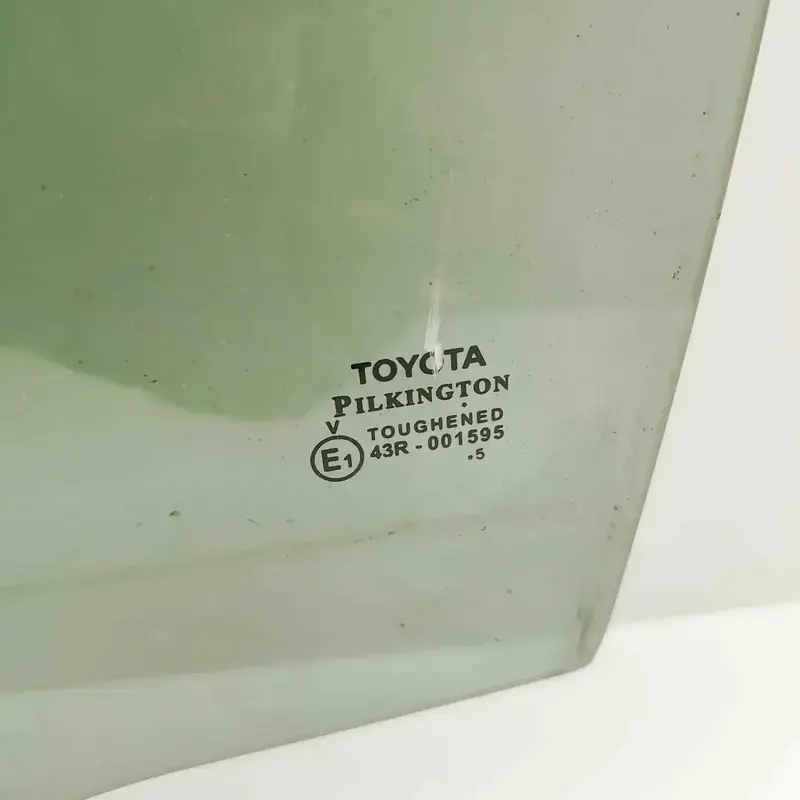 TOYOTA
PILKINGTON
V
TOUGHENED
E1 43R - 001595
.5